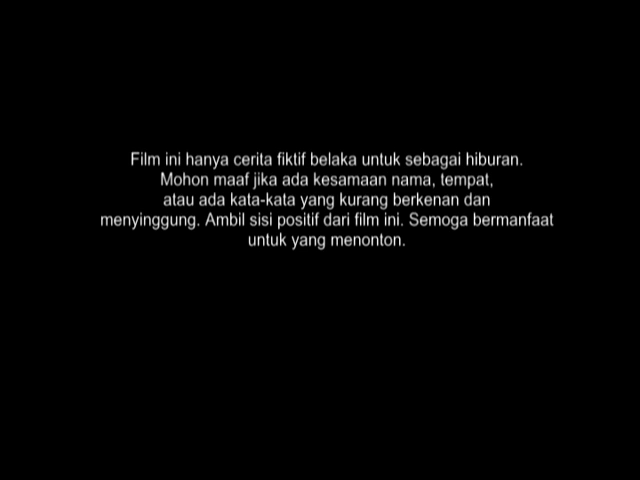 Film ini hanya cerita fiktif belaka untuk sebagai hiburan.
Mohon maaf jika ada kesamaan nama, tempat,
atau ada kata-kata yang kurang berkenan dan
menyinggung. Ambil sisi positif dari film ini. Semoga bermanfaat
untuk yang menonton.